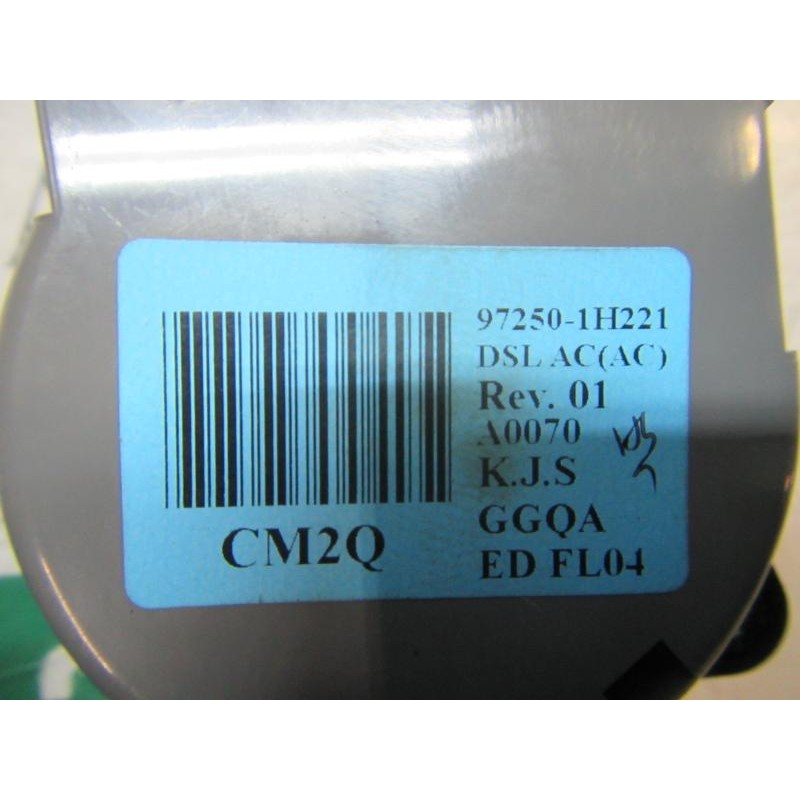 97250-1H221
DSL AC(AC)
Rev. 01
A0070
K.J.S
GGQA
ED FL04
CM2Q